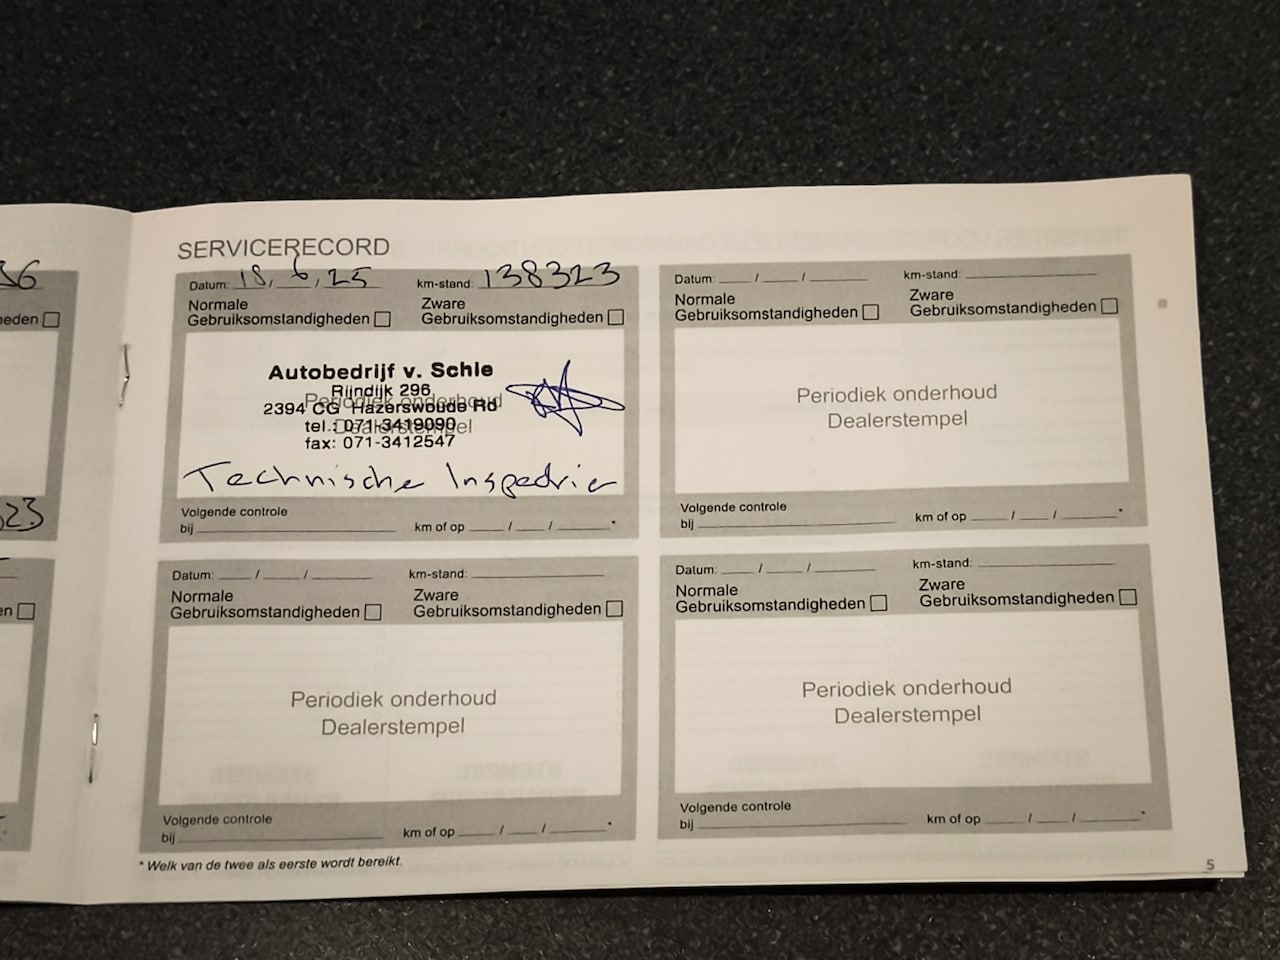 SERVICERECORD
36
Datum: 18, 6, 25 km-stand: 138323
Normale
Gebruiksomstandigheden
Zware
Gebruiksomstandigheden
Autobedrijf v. Schie
Rijndijk 296
2394 CG Hazerswoude Rd
tel.: 071-3419090
fax: 071-3412547
Periodiek onderhoud
Dealerstempel
Technische Inspectie
Volgende controle
bij km of op / / *
Datum: / / km-stand:
Normale
Gebruiksomstandigheden
Zware
Gebruiksomstandigheden
Periodiek onderhoud
Dealerstempel
Volgende controle
bij km of op / / *
Datum: / / km-stand:
Normale
Gebruiksomstandigheden
Zware
Gebruiksomstandigheden
Periodiek onderhoud
Dealerstempel
Volgende controle
bij km of op / / *
Datum: / / km-stand:
Normale
Gebruiksomstandigheden
Zware
Gebruiksomstandigheden
Periodiek onderhoud
Dealerstempel
Volgende controle
bij km of op / / *
* Welk van de twee als eerste wordt bereikt.
5